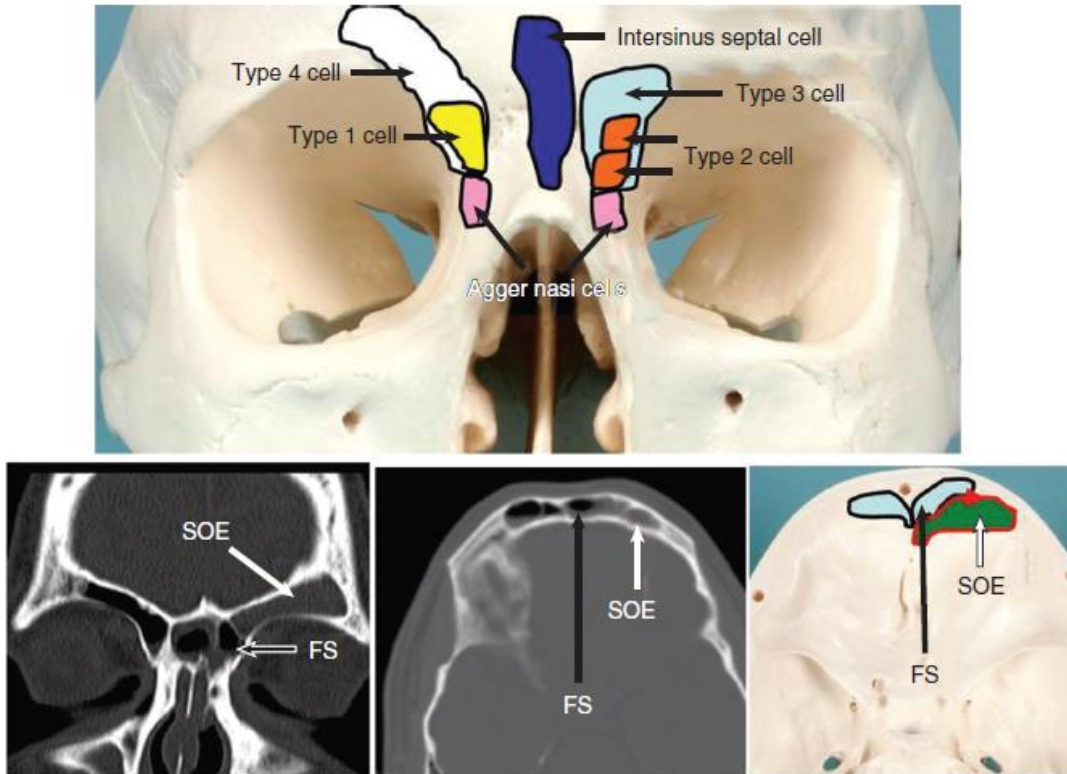 Intersinus septal cell
Type 4 cell
Type 3 cell
Type 1 cell
Type 2 cell
Agger nasi cel s
SOE
FS
SOE
FS
SOE
FS